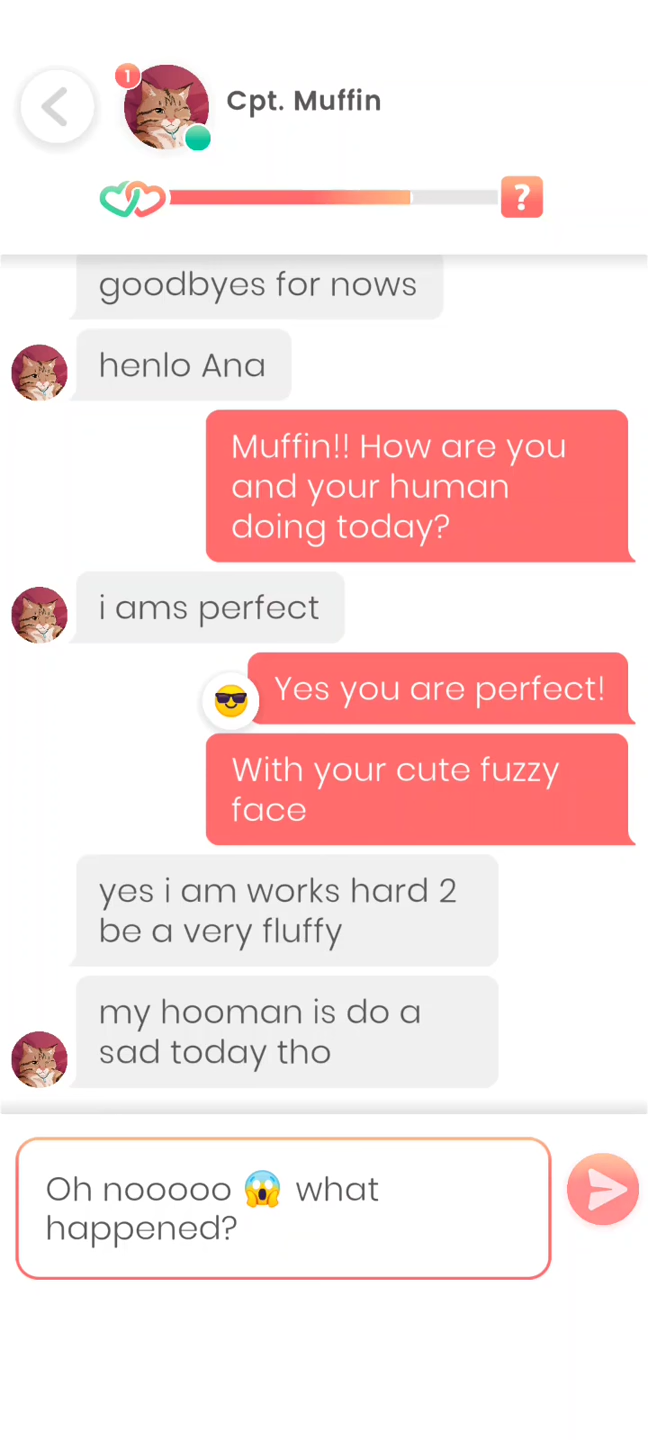 1
Cpt. Muffin
?
goodbyes for nows
henlo Ana
Muffin!! How are you
and your human
doing today?
i ams perfect
Yes you are perfect!
With your cute fuzzy
face
yes i am works hard 2
be a very fluffy
my hooman is do a
sad today tho
Oh nooooo 😱 what
happened?